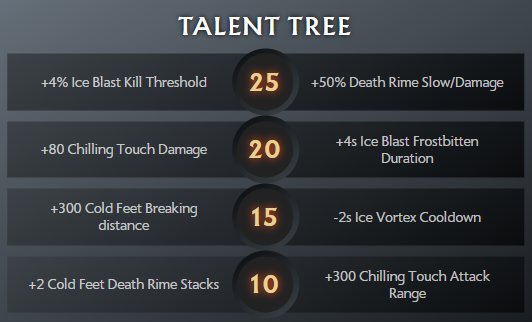 TALENT TREE
+4% Ice Blast Kill Threshold
25
+50% Death Rime Slow/Damage
+80 Chilling Touch Damage
20
+4s Ice Blast Frostbitten
Duration
+300 Cold Feet Breaking
distance
15
-2s Ice Vortex Cooldown
+2 Cold Feet Death Rime Stacks
10
+300 Chilling Touch Attack
Range